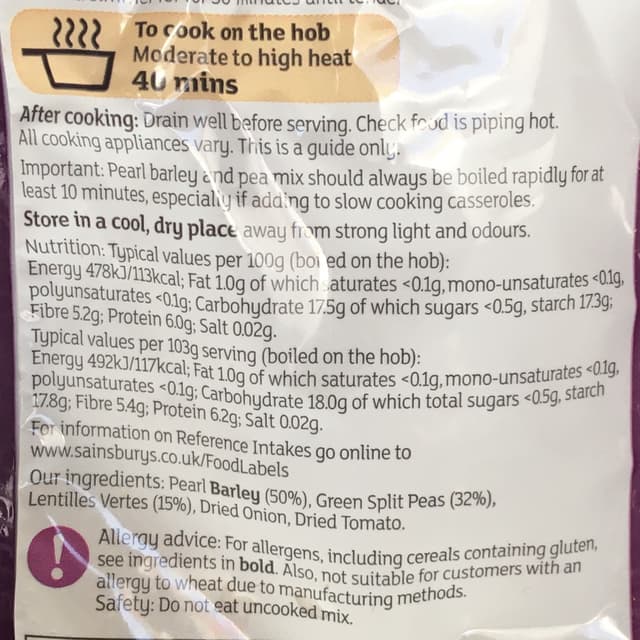 To cook on the hob
Moderate to high heat
40 mins
After cooking: Drain well before serving. Check food is piping hot.
All cooking appliances vary. This is a guide only.
Important: Pearl barley and pea mix should always be boiled rapidly for at
least 10 minutes, especially if adding to slow cooking casseroles.
Store in a cool, dry place away from strong light and odours.
Nutrition: Typical values per 100g (boiled on the hob):
Energy 478kJ/113kcal; Fat 1.0g of which saturates <0.1g, mono-unsaturates <0.1g,
polyunsaturates <0.1g; Carbohydrate 17.5g of which sugars <0.5g, starch 17.3g;
Fibre 5.2g; Protein 6.0g; Salt 0.02g.
Typical values per 103g serving (boiled on the hob):
Energy 492kJ/117kcal; Fat 1.0g of which saturates <0.1g, mono-unsaturates <0.1g,
polyunsaturates <0.1g; Carbohydrate 18.0g of which total sugars <0.5g, starch
17.8g; Fibre 5.4g; Protein 6.2g; Salt 0.02g.
For information on Reference Intakes go online to
www.sainsburys.co.uk/FoodLabels
Our ingredients: Pearl Barley (50%), Green Split Peas (32%),
Lentilles Vertes (15%), Dried Onion, Dried Tomato.
Allergy advice: For allergens, including cereals containing gluten,
see ingredients in bold. Also, not suitable for customers with an
allergy to wheat due to manufacturing methods.
Safety: Do not eat uncooked mix.